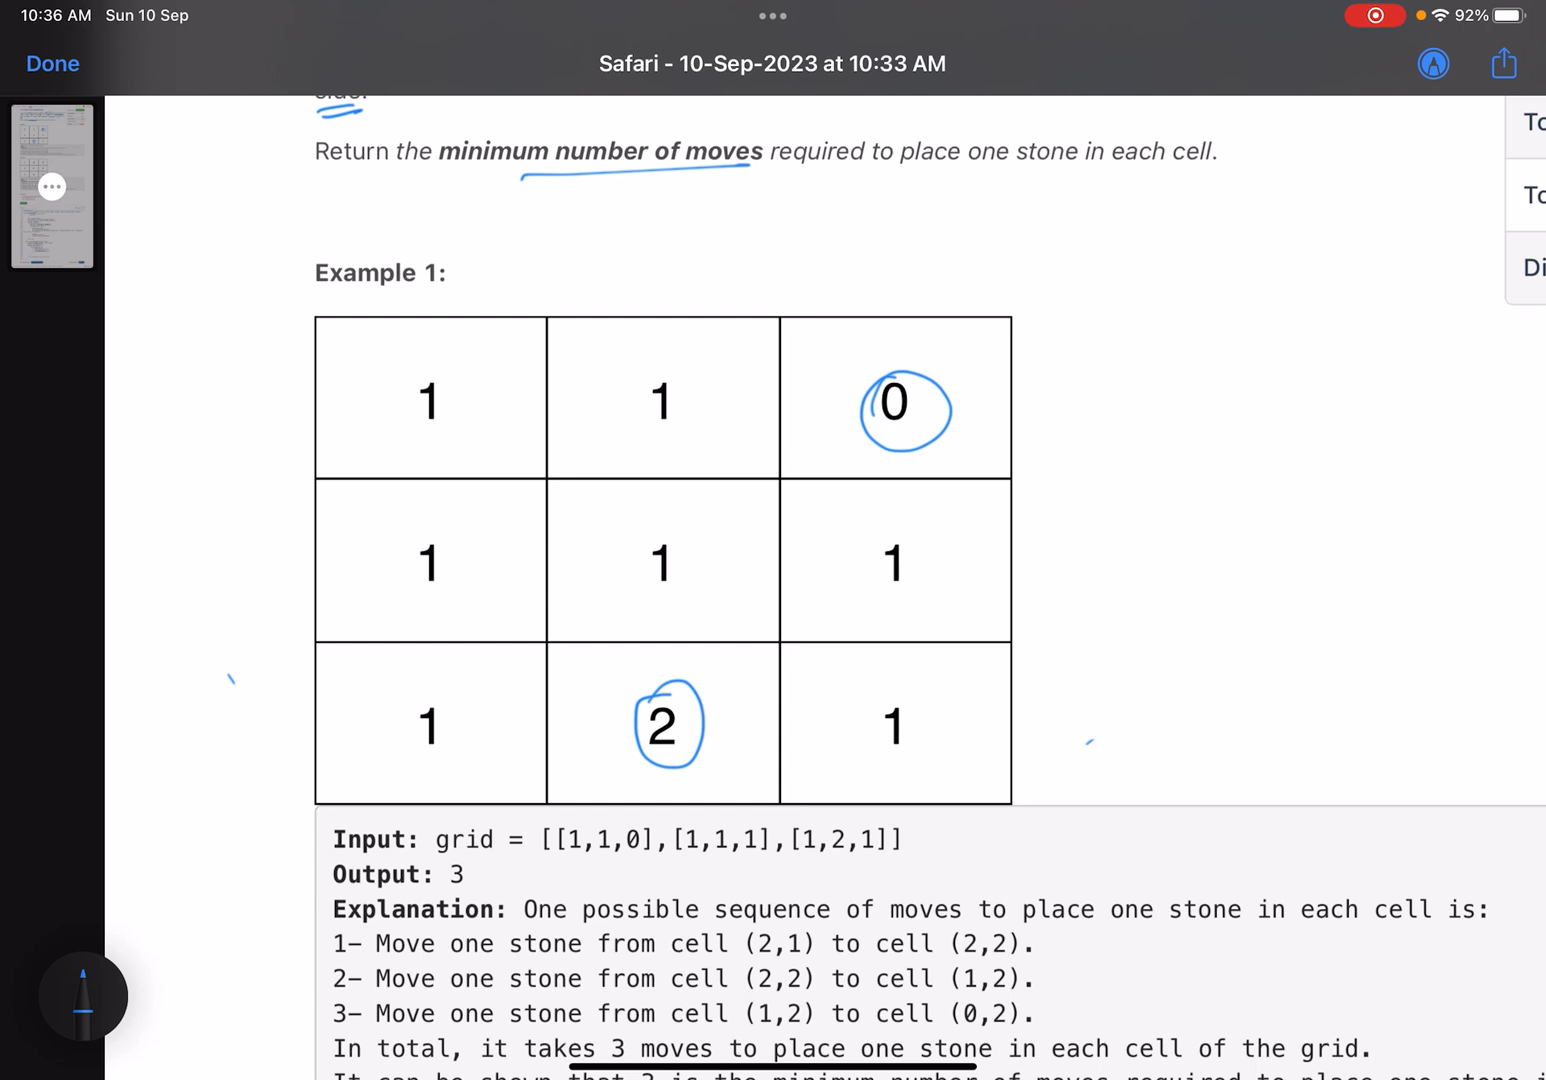 10:36 AM Sun 10 Sep
92%
Done
Safari - 10-Sep-2023 at 10:33 AM
Return the minimum number of moves required to place one stone in each cell.
Example 1:
1 1 0
1 1 1
1 2 1
Input: grid = [[1,1,0],[1,1,1],[1,2,1]]
Output: 3
Explanation: One possible sequence of moves to place one stone in each cell is:
1- Move one stone from cell (2,1) to cell (2,2).
2- Move one stone from cell (2,2) to cell (1,2).
3- Move one stone from cell (1,2) to cell (0,2).
In total, it takes 3 moves to place one stone in each cell of the grid.